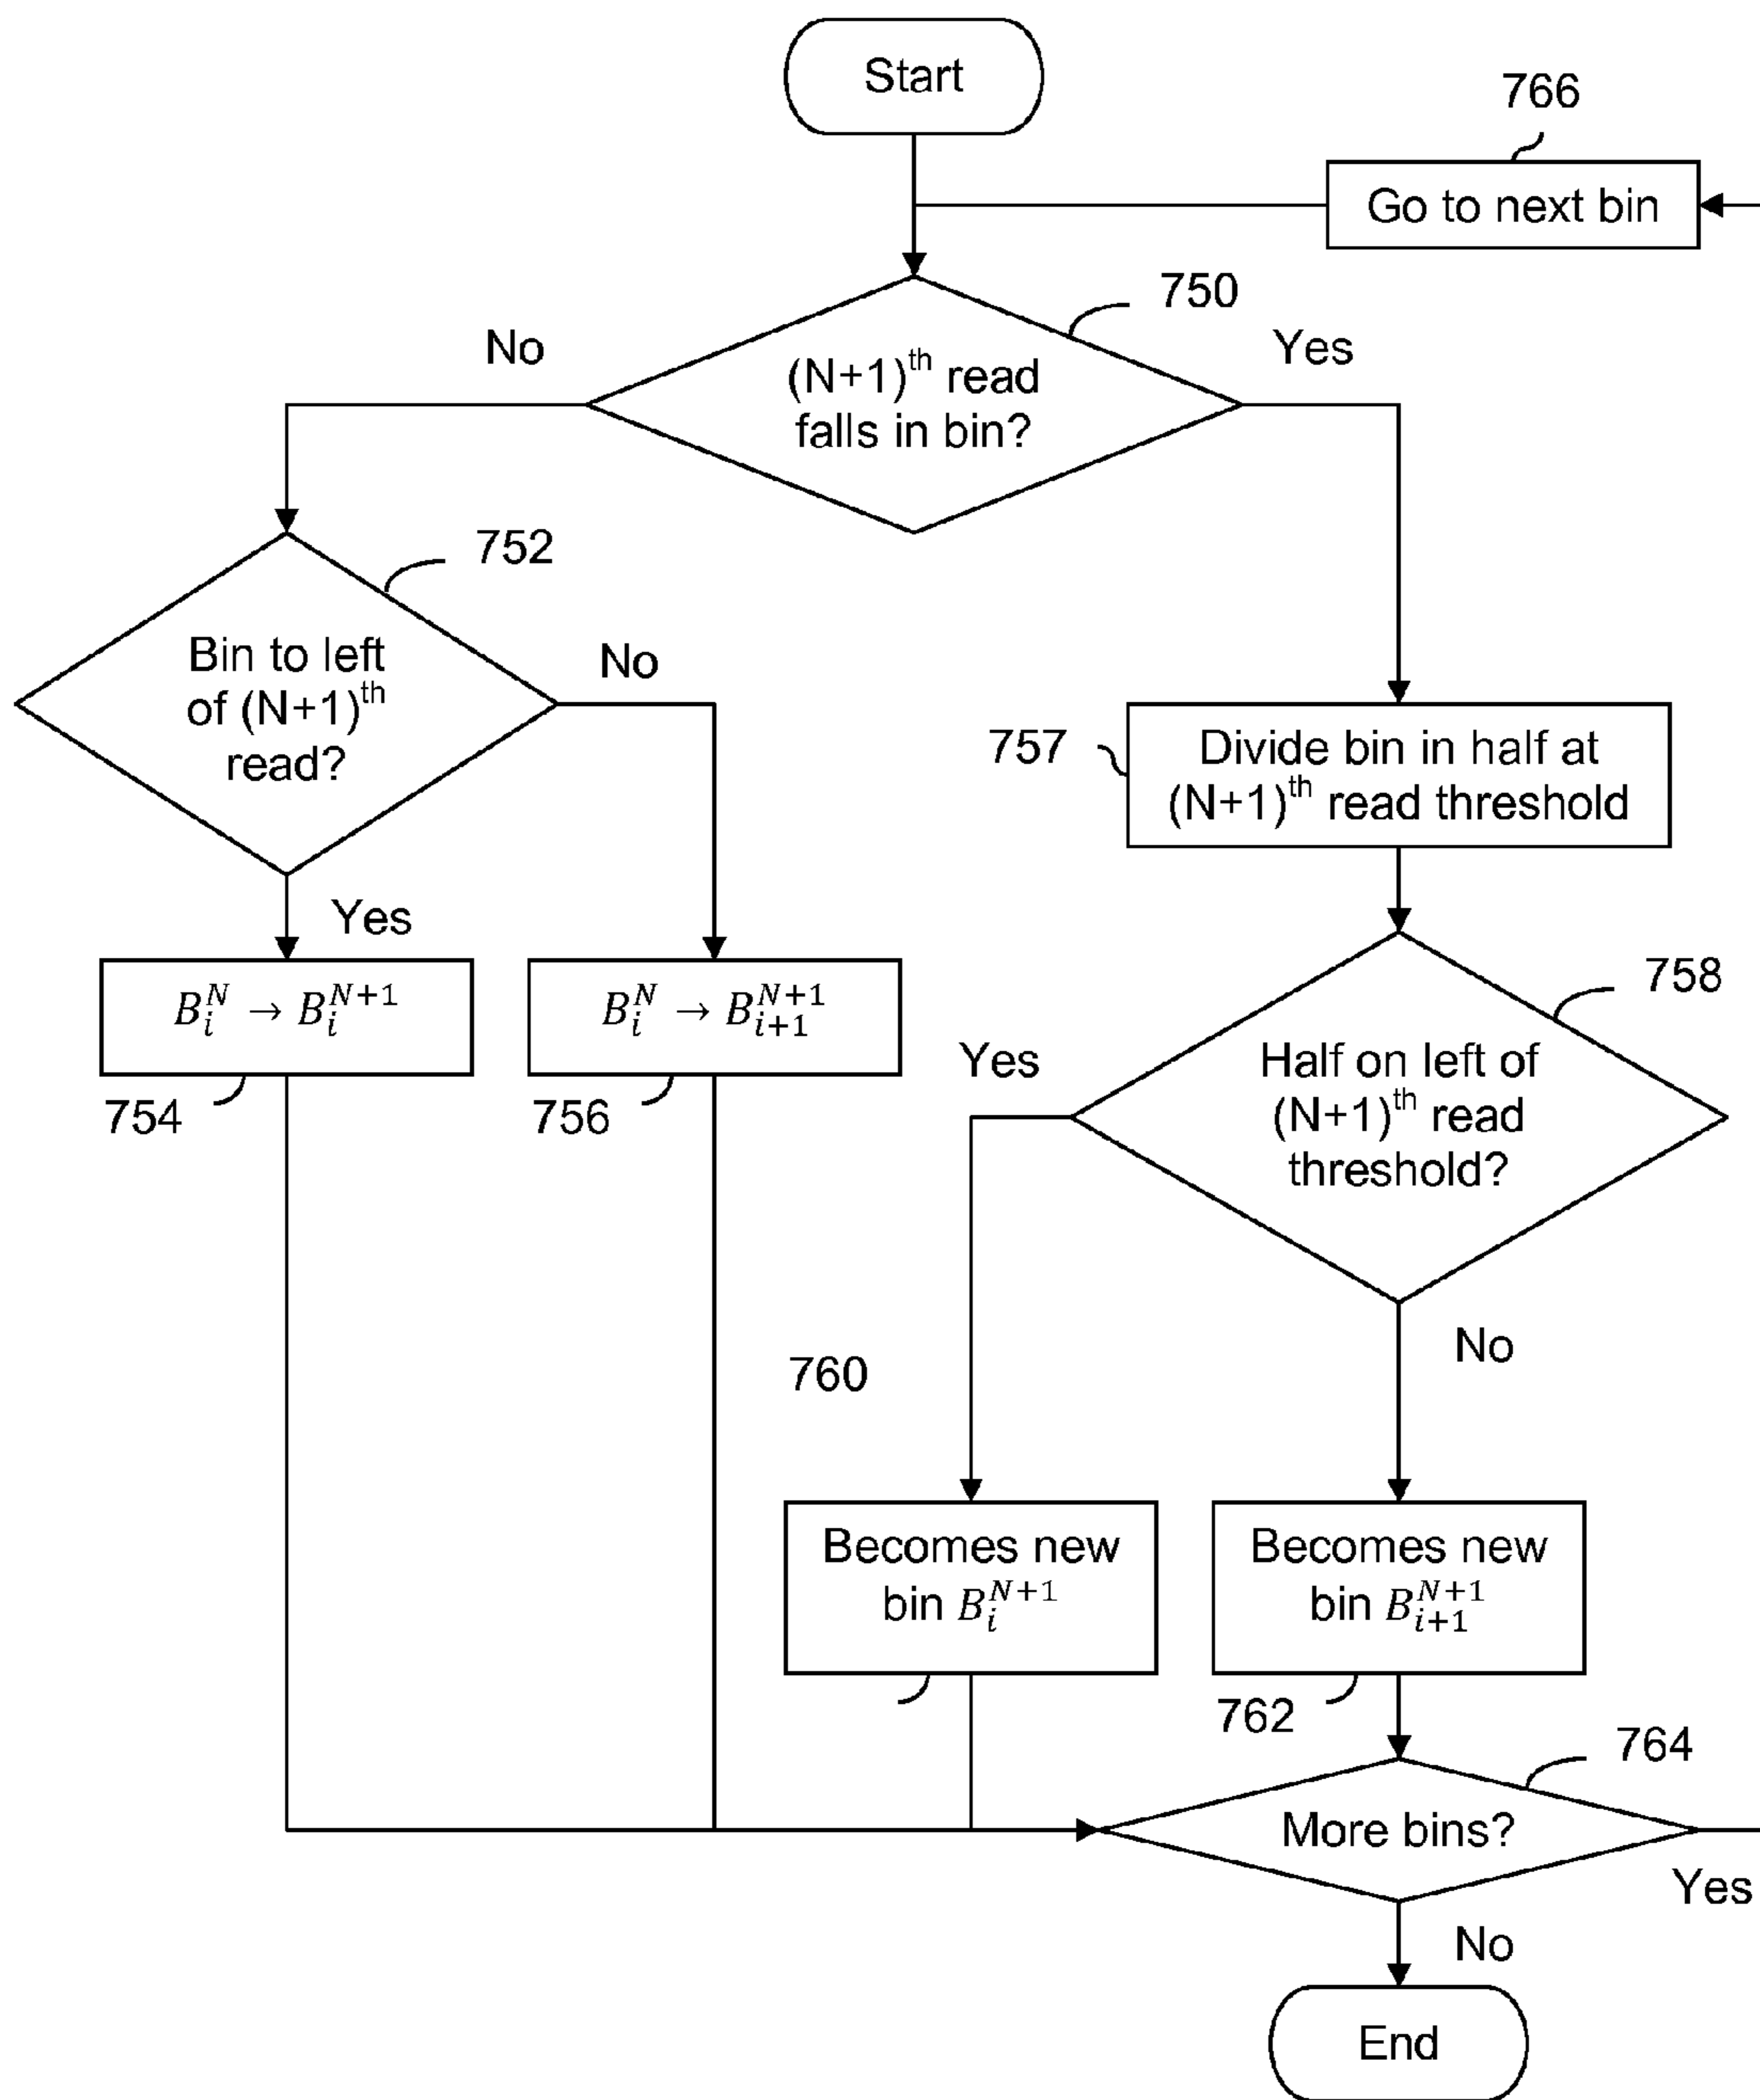 Start
766
Go to next bin
750
No
Yes
(N+1)th read
falls in bin?
752
Bin to left
of (N+1)th
read?
No
757
Divide bin in half at
(N+1)th read threshold
Yes
B_i^N → B_i^{N+1}
B_i^N → B_{i+1}^{N+1}
754
756
758
Yes
Half on left of
(N+1)th read
threshold?
No
760
Becomes new
bin B_i^{N+1}
Becomes new
bin B_{i+1}^{N+1}
762
764
More bins?
Yes
No
End